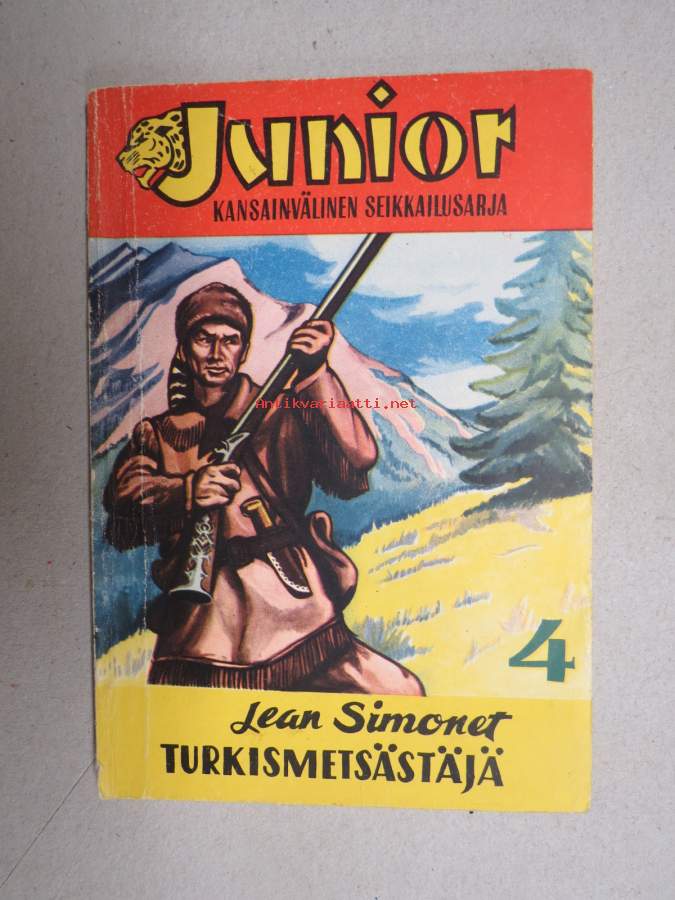 Junior
KANSAINVÄLINEN SEIKKAILUSARJA
Antikvariaatti.net
4
Jean Simonet
TURKISMETSÄSTÄJÄ